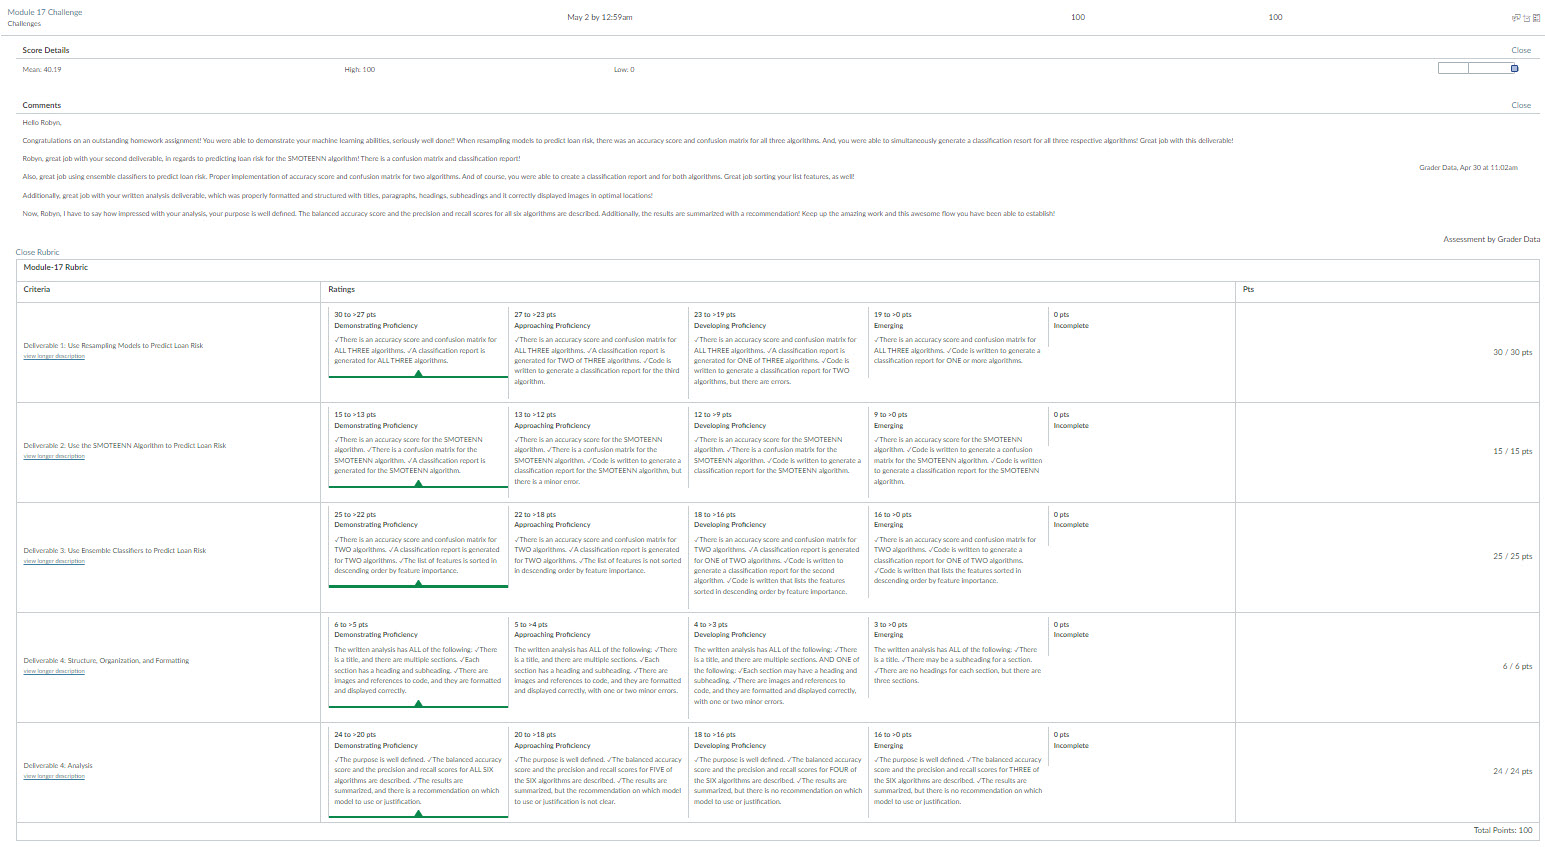 Module 17 Challenge
Challenges
May 2 by 12:59am
100
100
Score Details
Close
Mean: 40.19
High: 100
Low: 0
Comments
Close
Hello Robyn,
Congratulations on an outstanding homework assignment! You were able to demonstrate your machine learning abilities, seriously well done!! When resampling models to predict loan risk, there was an accuracy score and confusion matrix for all three algorithms. And, you were able to simultaneously generate a classification resort for all three respective algorithms! Great job with this deliverable!
Robyn, great job with your second deliverable, in regards to predicting loan risk for the SMOTEENN algorithm! There is a confusion matrix and classification report!
Grader Data, Apr 30 at 11:02am
Also, great job using ensemble classifiers to predict loan risk. Proper implementation of accuracy score and confusion matrix for two algorithms. And of course, you were able to create a classification report and for both algorithms. Great job sorting your list features, as well!
Additionally, great job with your written analysis deliverable, which was properly formatted and structured with titles, paragraphs, headings, subheadings and it correctly displayed images in optimal locations!
Now, Robyn, I have to say how impressed with your analysis, your purpose is well defined. The balanced accuracy score and the precision and recall scores for all six algorithms are described. Additionally, the results are summarized with a recommendation! Keep up the amazing work and this awesome flow you have been able to establish!
Assessment by Grader Data
Close Rubric
Module-17 Rubric
Criteria
Ratings
Pts
Deliverable 1: Use Resampling Models to Predict Loan Risk
view longer description
30 to >27 pts
Demonstrating Proficiency
✓There is an accuracy score and confusion matrix for
ALL THREE algorithms. ✓A classification report is
generated for ALL THREE algorithms.
27 to >23 pts
Approaching Proficiency
✓There is an accuracy score and confusion matrix for
ALL THREE algorithms. ✓A classification report is
generated for TWO of THREE algorithms. ✓Code is
written to generate a classification report for the third
algorithm.
23 to >19 pts
Developing Proficiency
✓There is an accuracy score and confusion matrix for
ALL THREE algorithms. ✓A classification report is
generated for ONE of THREE algorithms. ✓Code is
written to generate a classification report for TWO
algorithms, but there are errors.
19 to >0 pts
Emerging
✓There is an accuracy score and confusion matrix for
ALL THREE algorithms. ✓Code is written to generate a
classification report for ONE or more algorithms.
0 pts
Incomplete
30 / 30 pts
Deliverable 2: Use the SMOTEENN Algorithm to Predict Loan Risk
view longer description
15 to >13 pts
Demonstrating Proficiency
✓There is an accuracy score for the SMOTEENN
algorithm. ✓There is a confusion matrix for the
SMOTEENN algorithm. ✓A classification report is
generated for the SMOTEENN algorithm.
13 to >12 pts
Approaching Proficiency
✓There is an accuracy score for the SMOTEENN
algorithm. ✓There is a confusion matrix for the
SMOTEENN algorithm. ✓Code is written to generate a
classification report for the SMOTEENN algorithm, but
there is a minor error.
12 to >9 pts
Developing Proficiency
✓There is an accuracy score for the SMOTEENN
algorithm. ✓There is a confusion matrix for the
SMOTEENN algorithm. ✓Code is written to generate a
classification report for the SMOTEENN algorithm.
9 to >0 pts
Emerging
✓There is an accuracy score for the SMOTEENN
algorithm. ✓Code is written to generate a confusion
matrix for the SMOTEENN algorithm. ✓Code is written
to generate a classification report for the SMOTEENN
algorithm.
0 pts
Incomplete
15 / 15 pts
Deliverable 3: Use Ensemble Classifiers to Predict Loan Risk
view longer description
25 to >22 pts
Demonstrating Proficiency
✓There is an accuracy score and confusion matrix for
TWO algorithms. ✓A classification report is generated
for TWO algorithms. ✓The list of features is sorted in
descending order by feature importance.
22 to >18 pts
Approaching Proficiency
✓There is an accuracy score and confusion matrix for
TWO algorithms. ✓A classification report is generated
for TWO algorithms. ✓The list of features is not sorted
in descending order by feature importance.
18 to >16 pts
Developing Proficiency
✓There is an accuracy score and confusion matrix for
TWO algorithms. ✓A classification report is generated
for ONE of TWO algorithms. ✓Code is written to
generate a classification report for the second
algorithm. ✓Code is written that lists the features
sorted in descending order by feature importance.
16 to >0 pts
Emerging
✓There is an accuracy score and confusion matrix for
TWO algorithms. ✓Code is written to generate a
classification report for ONE of TWO algorithms.
✓Code is written that lists the features sorted in
descending order by feature importance.
0 pts
Incomplete
25 / 25 pts
Deliverable 4: Structure, Organization, and Formatting
view longer description
6 to >5 pts
Demonstrating Proficiency
The written analysis has ALL of the following: ✓There
is a title, and there are multiple sections. ✓Each
section has a heading and subheading. ✓There are
images and references to code, and they are formatted
and displayed correctly.
5 to >4 pts
Approaching Proficiency
The written analysis has ALL of the following: ✓There
is a title, and there are multiple sections. ✓Each
section has a heading and subheading. ✓There are
images and references to code, and they are formatted
and displayed correctly, with one or two minor errors.
4 to >3 pts
Developing Proficiency
The written analysis has ALL of the following: ✓There
is a title, and there are multiple sections. AND ONE of
the following: ✓Each section may have a heading and
subheading. ✓There are images and references to
code, and they are formatted and displayed correctly,
with one or two minor errors.
3 to >0 pts
Emerging
The written analysis has ALL of the following: ✓There
is a title. ✓There may be a subheading for a section.
✓There are no headings for each section, but there are
three sections.
0 pts
Incomplete
6 / 6 pts
Deliverable 4: Analysis
view longer description
24 to >20 pts
Demonstrating Proficiency
✓The purpose is well defined. ✓The balanced accuracy
score and the precision and recall scores for ALL SIX
algorithms are described. ✓The results are
summarized, and there is a recommendation on which
model to use or justification.
20 to >18 pts
Approaching Proficiency
✓The purpose is well defined. ✓The balanced accuracy
score and the precision and recall scores for FIVE of
the SIX algorithms are described. ✓The results are
summarized, but the recommendation on which model
to use or justification is not clear.
18 to >16 pts
Developing Proficiency
✓The purpose is well defined. ✓The balanced accuracy
score and the precision and recall scores for FOUR of
the SIX algorithms are described. ✓The results are
summarized, but there is no recommendation on which
model to use or justification.
16 to >0 pts
Emerging
✓The purpose is well defined. ✓The balanced accuracy
score and the precision and recall scores for THREE of
the SIX algorithms are described. ✓The results are
summarized, but there is no recommendation on which
model to use or justification.
0 pts
Incomplete
24 / 24 pts
Total Points: 100